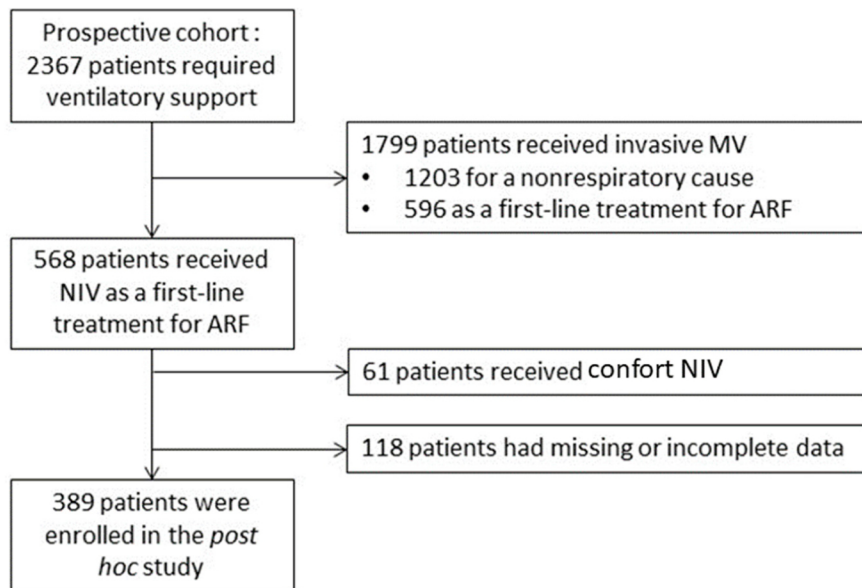 Prospective cohort :
2367 patients required
ventilatory support
1799 patients received invasive MV
• 1203 for a nonrespiratory cause
• 596 as a first-line treatment for ARF
568 patients received
NIV as a first-line
treatment for ARF
61 patients received confort NIV
118 patients had missing or incomplete data
389 patients were
enrolled in the post
hoc study